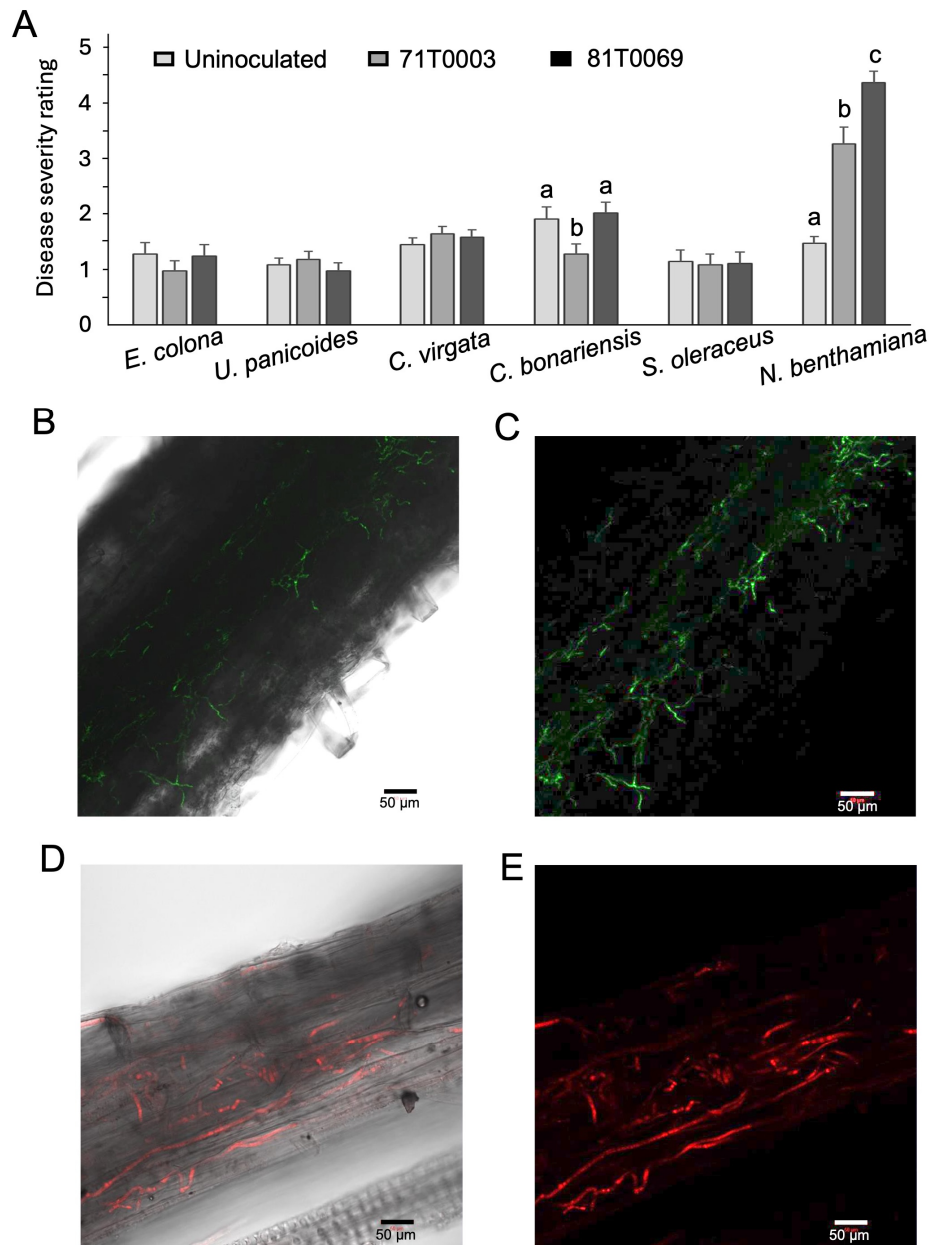 A
Disease severity rating
5
4
3
2
1
0
Uninoculated
71T0003
81T0069
a
b
a
a
b
c
E. colona
U. panicoides
C. virgata
C. bonariensis
S. oleraceus
N. benthamiana
B
C
50 µm
50 µm
D
E
50 µm
50 µm